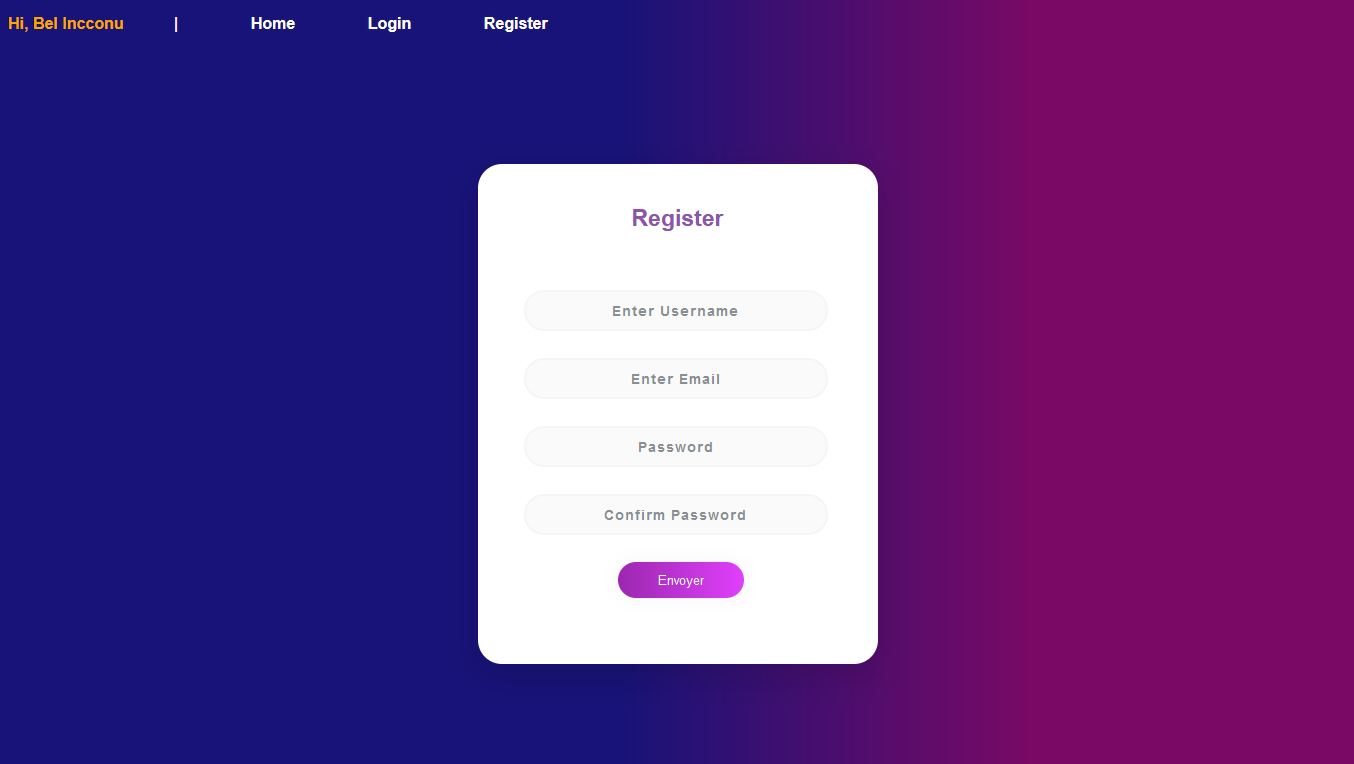 Hi, Bel Incconu | Home Login Register
Register
Enter Username
Enter Email
Password
Confirm Password
Envoyer